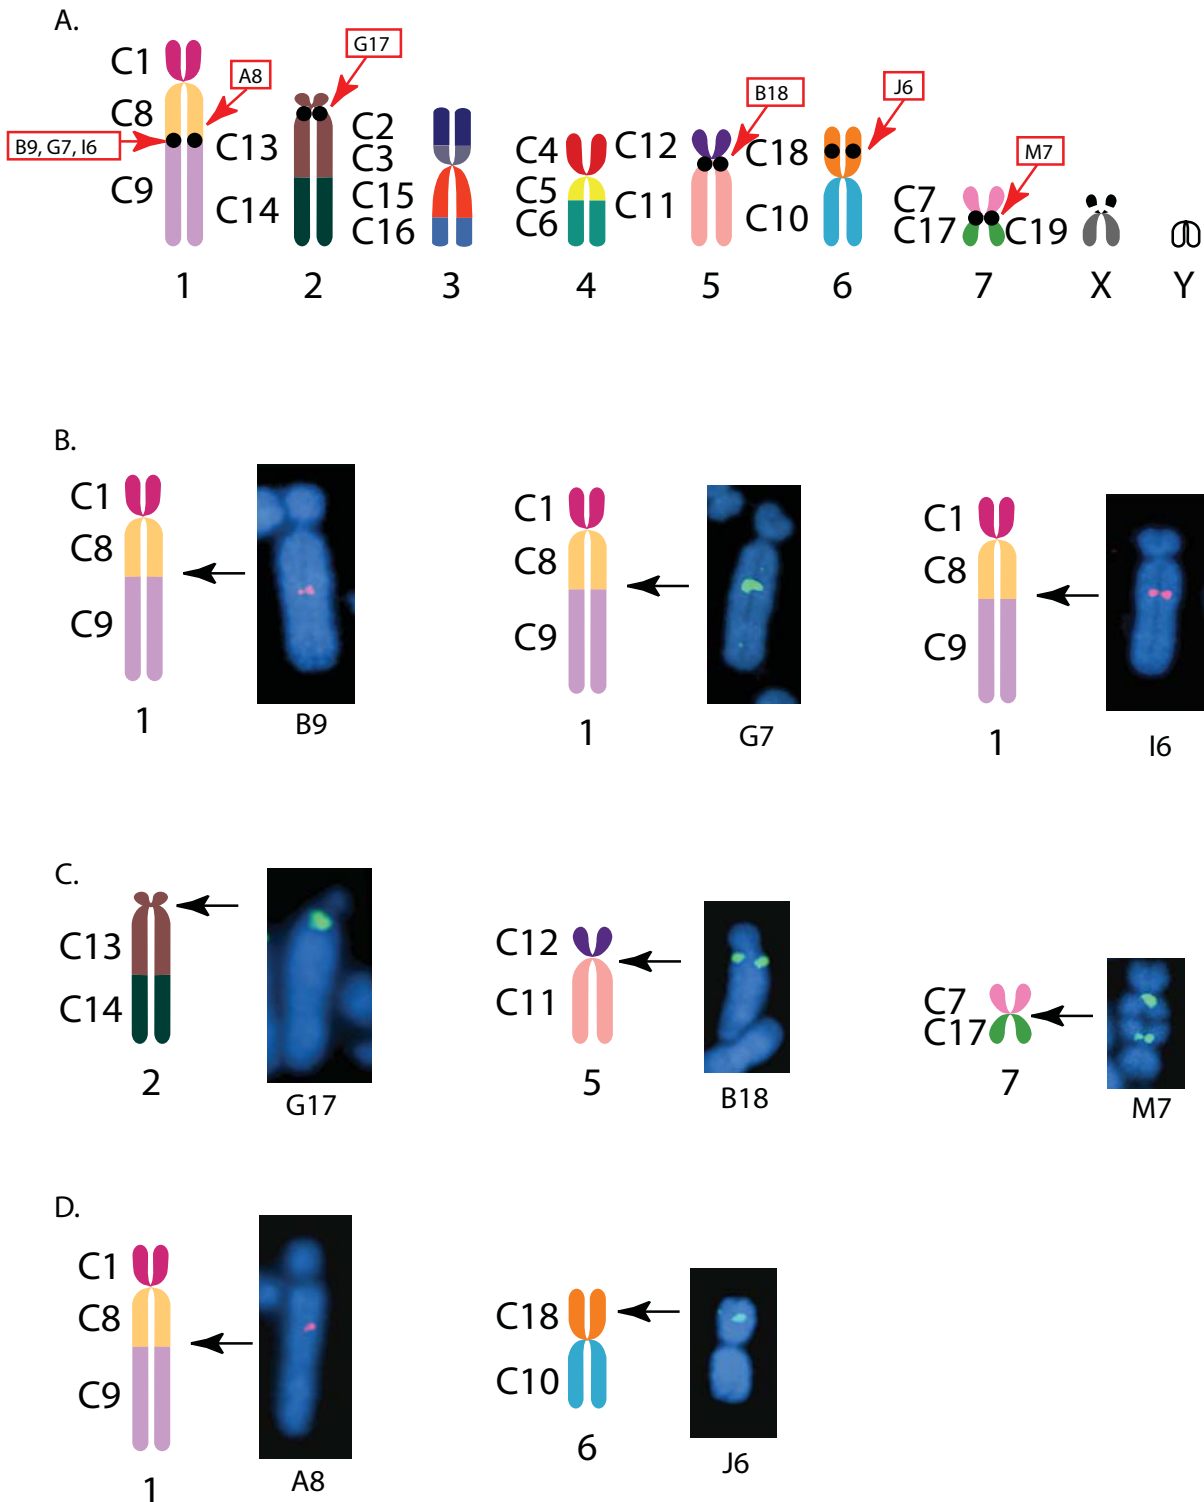 A.
C1
C8
C9
B9, G7, I6
A8
1
C13
C14
G17
2
C2
C3
C15
C16
3
C4
C5
C6
4
C12
C11
B18
5
C18
C10
J6
6
C7
C17
M7
7
C19
X
Y
B.
C1
C8
C9
1
B9
C1
C8
C9
1
G7
C1
C8
C9
1
I6
C.
C13
C14
2
G17
C12
C11
5
B18
C7
C17
7
M7
D.
C1
C8
C9
1
A8
C18
C10
6
J6